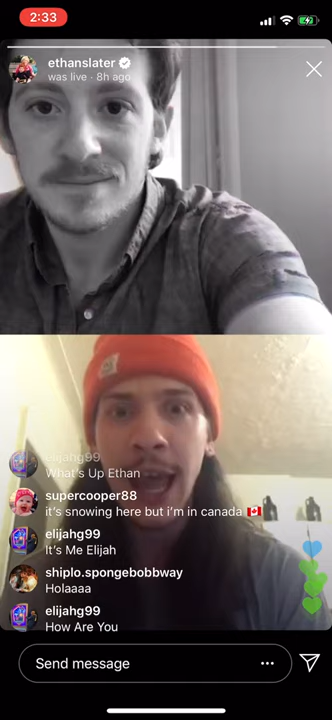 2:33
ethanslater
was live · 8h ago
elijahg99
What's Up Ethan
supercooper88
it's snowing here but i'm in canada 🇨🇦
elijahg99
It's Me Elijah
shiplo.spongebobbway
Holaaaa
elijahg99
How Are You
Send message